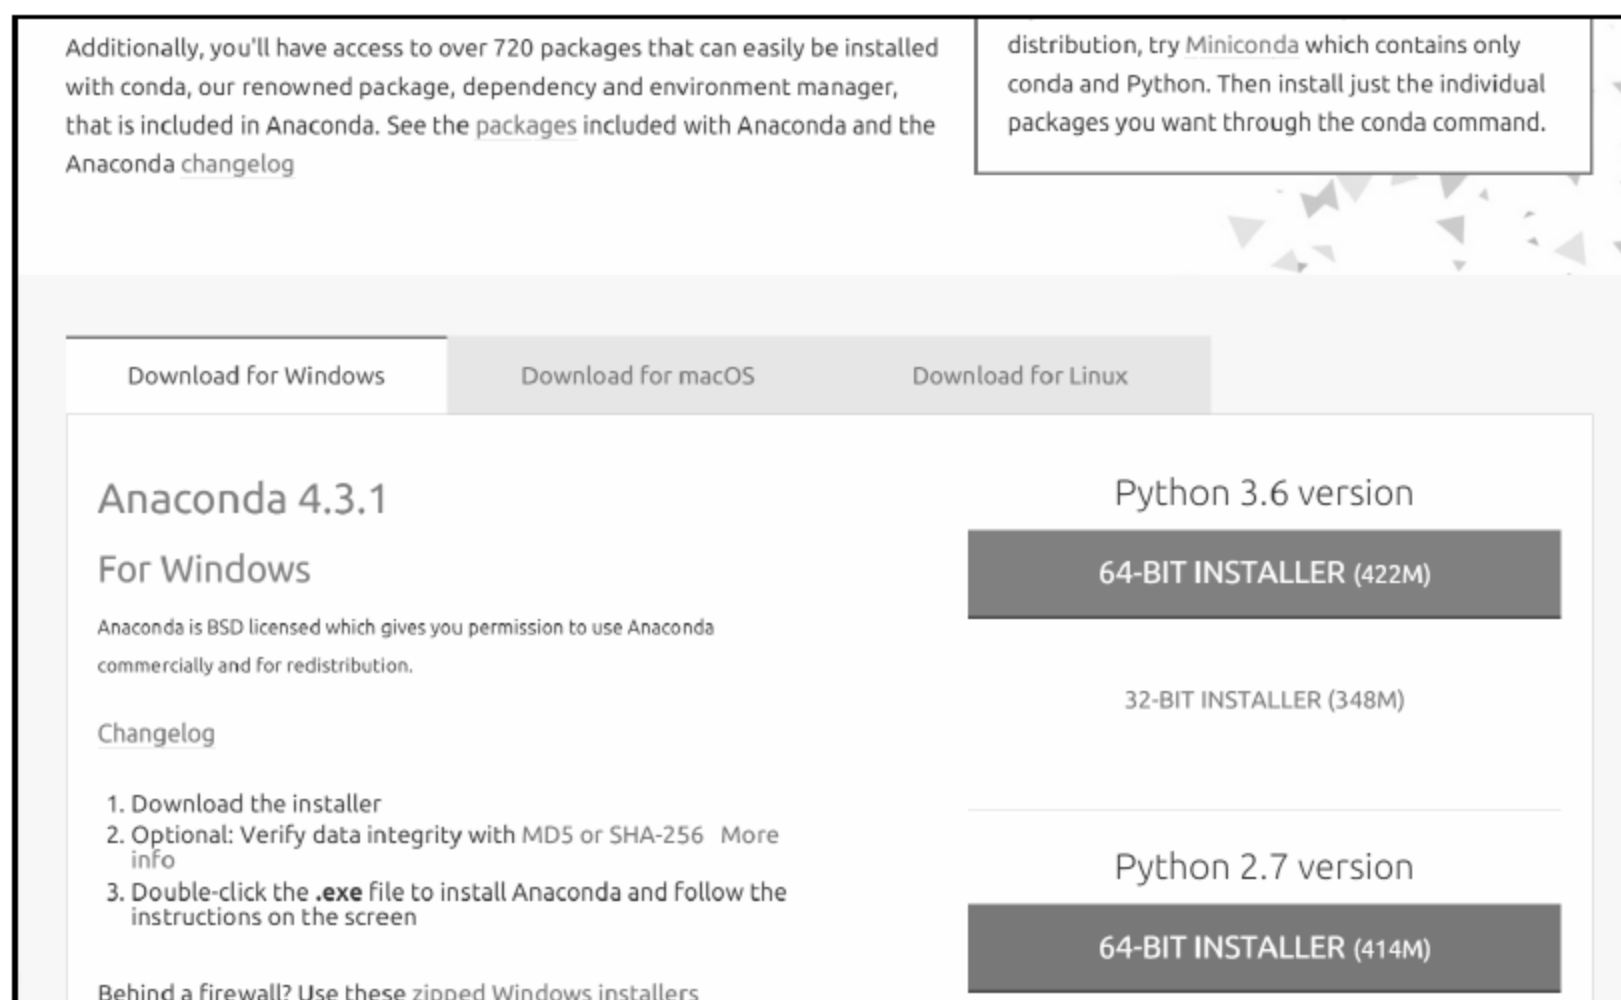 Additionally, you'll have access to over 720 packages that can easily be installed
with conda, our renowned package, dependency and environment manager,
that is included in Anaconda. See the packages included with Anaconda and the
Anaconda changelog
distribution, try Miniconda which contains only
conda and Python. Then install just the individual
packages you want through the conda command.
Download for Windows
Download for macOS
Download for Linux
Anaconda 4.3.1
For Windows
Anaconda is BSD licensed which gives you permission to use Anaconda
commercially and for redistribution.
Changelog
1. Download the installer
2. Optional: Verify data integrity with MD5 or SHA-256 More
info
3. Double-click the .exe file to install Anaconda and follow the
instructions on the screen
Behind a firewall? Use these zipped Windows installers
Python 3.6 version
64-BIT INSTALLER (422M)
32-BIT INSTALLER (348M)
Python 2.7 version
64-BIT INSTALLER (414M)